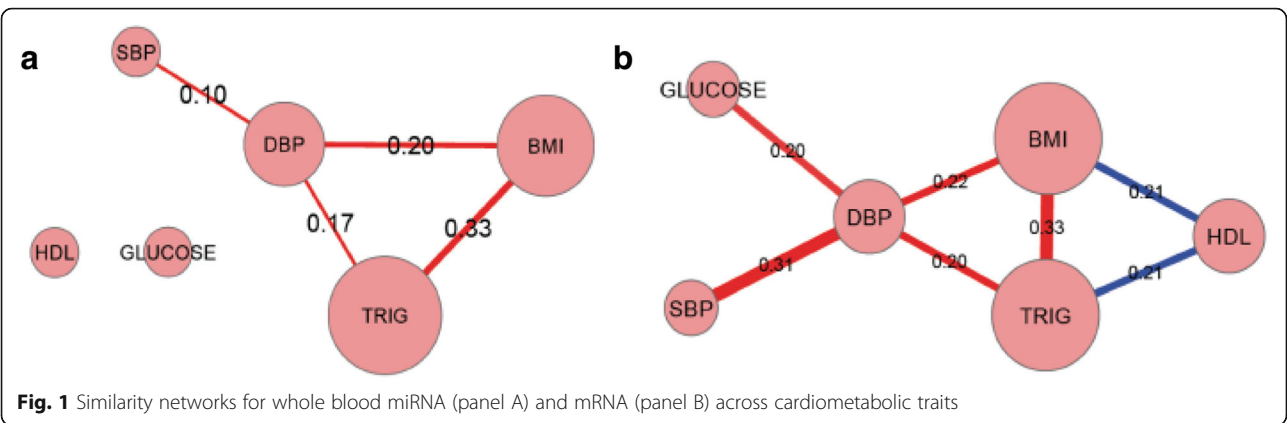 a
SBP
0.10
DBP
0.20
BMI
0.17
0.33
HDL
GLUCOSE
TRIG
b
GLUCOSE
0.20
BMI
0.22
0.21
DBP
0.33
HDL
0.31
0.20
0.21
SBP
TRIG
Fig. 1 Similarity networks for whole blood miRNA (panel A) and mRNA (panel B) across cardiometabolic traits